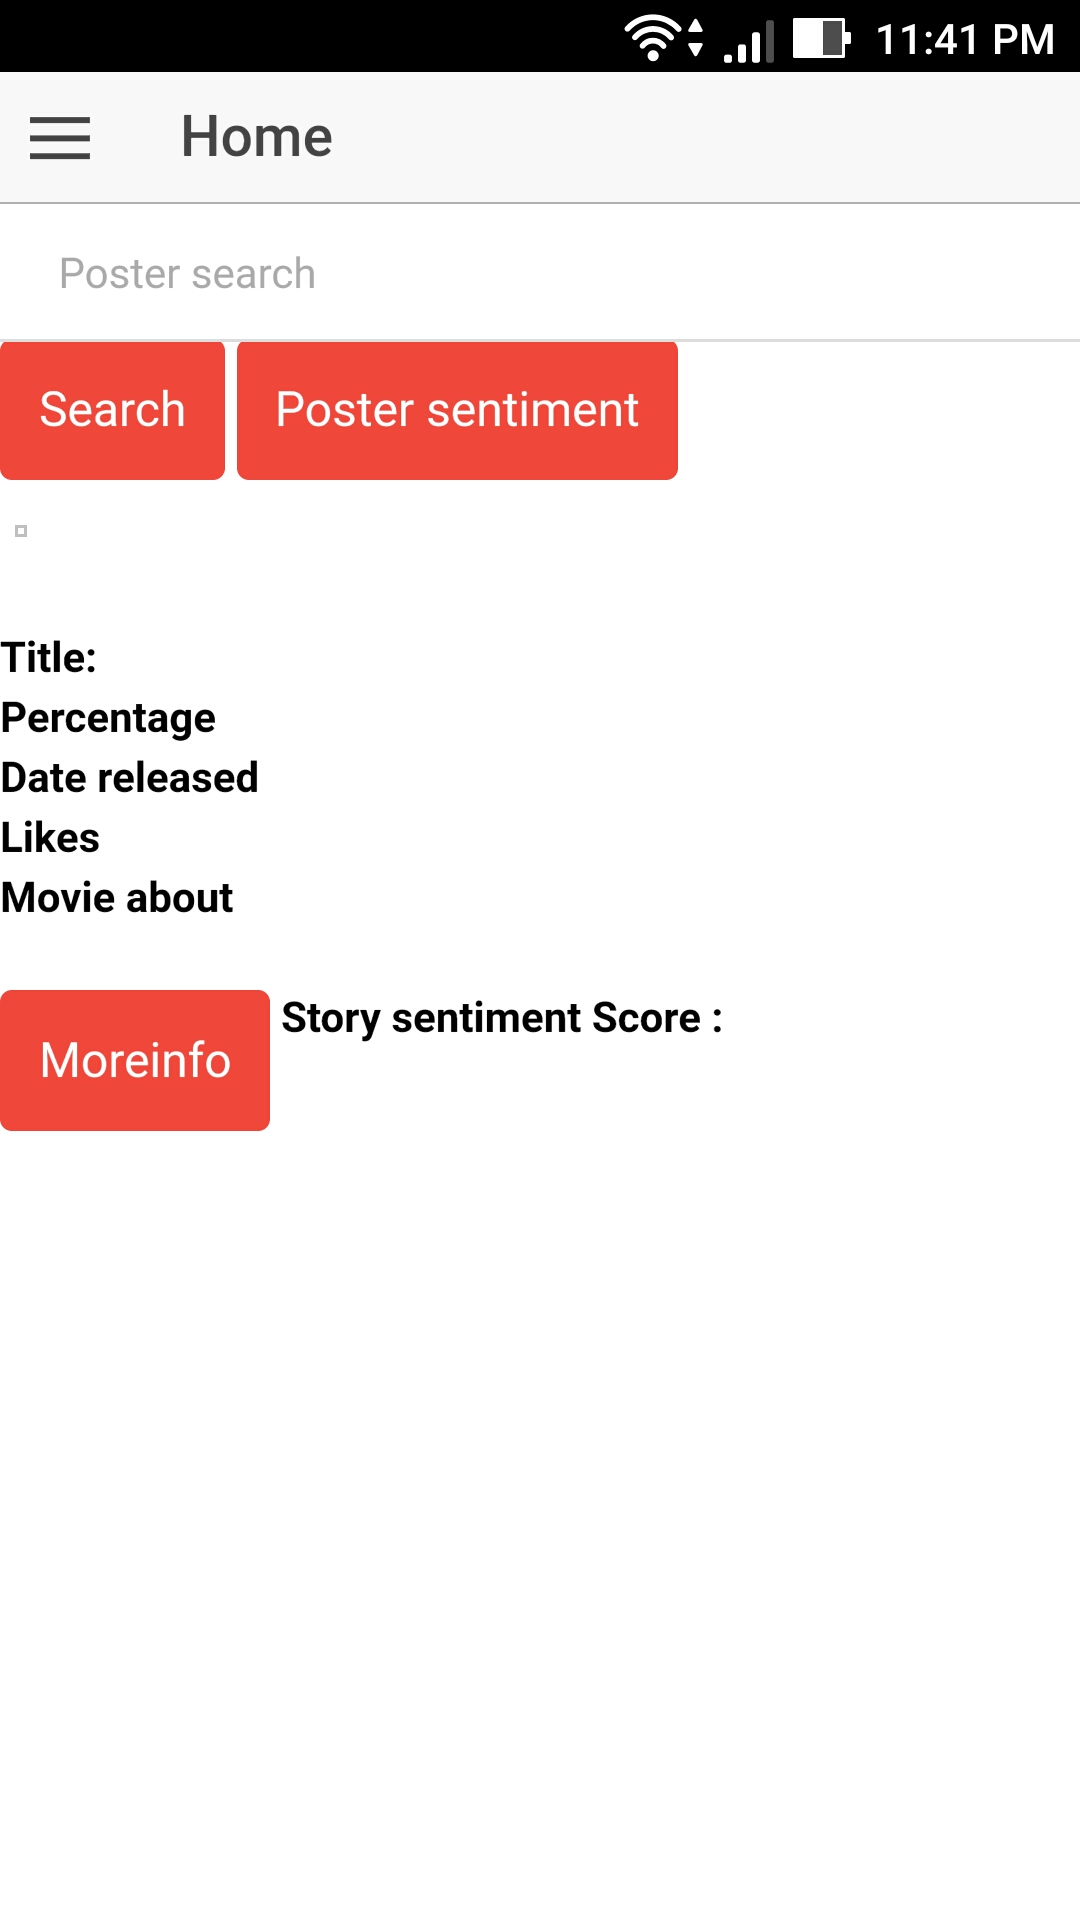 11:41 PM
Home
Poster search
Search Poster sentiment
Title:
Percentage
Date released
Likes
Movie about
Moreinfo Story sentiment Score :